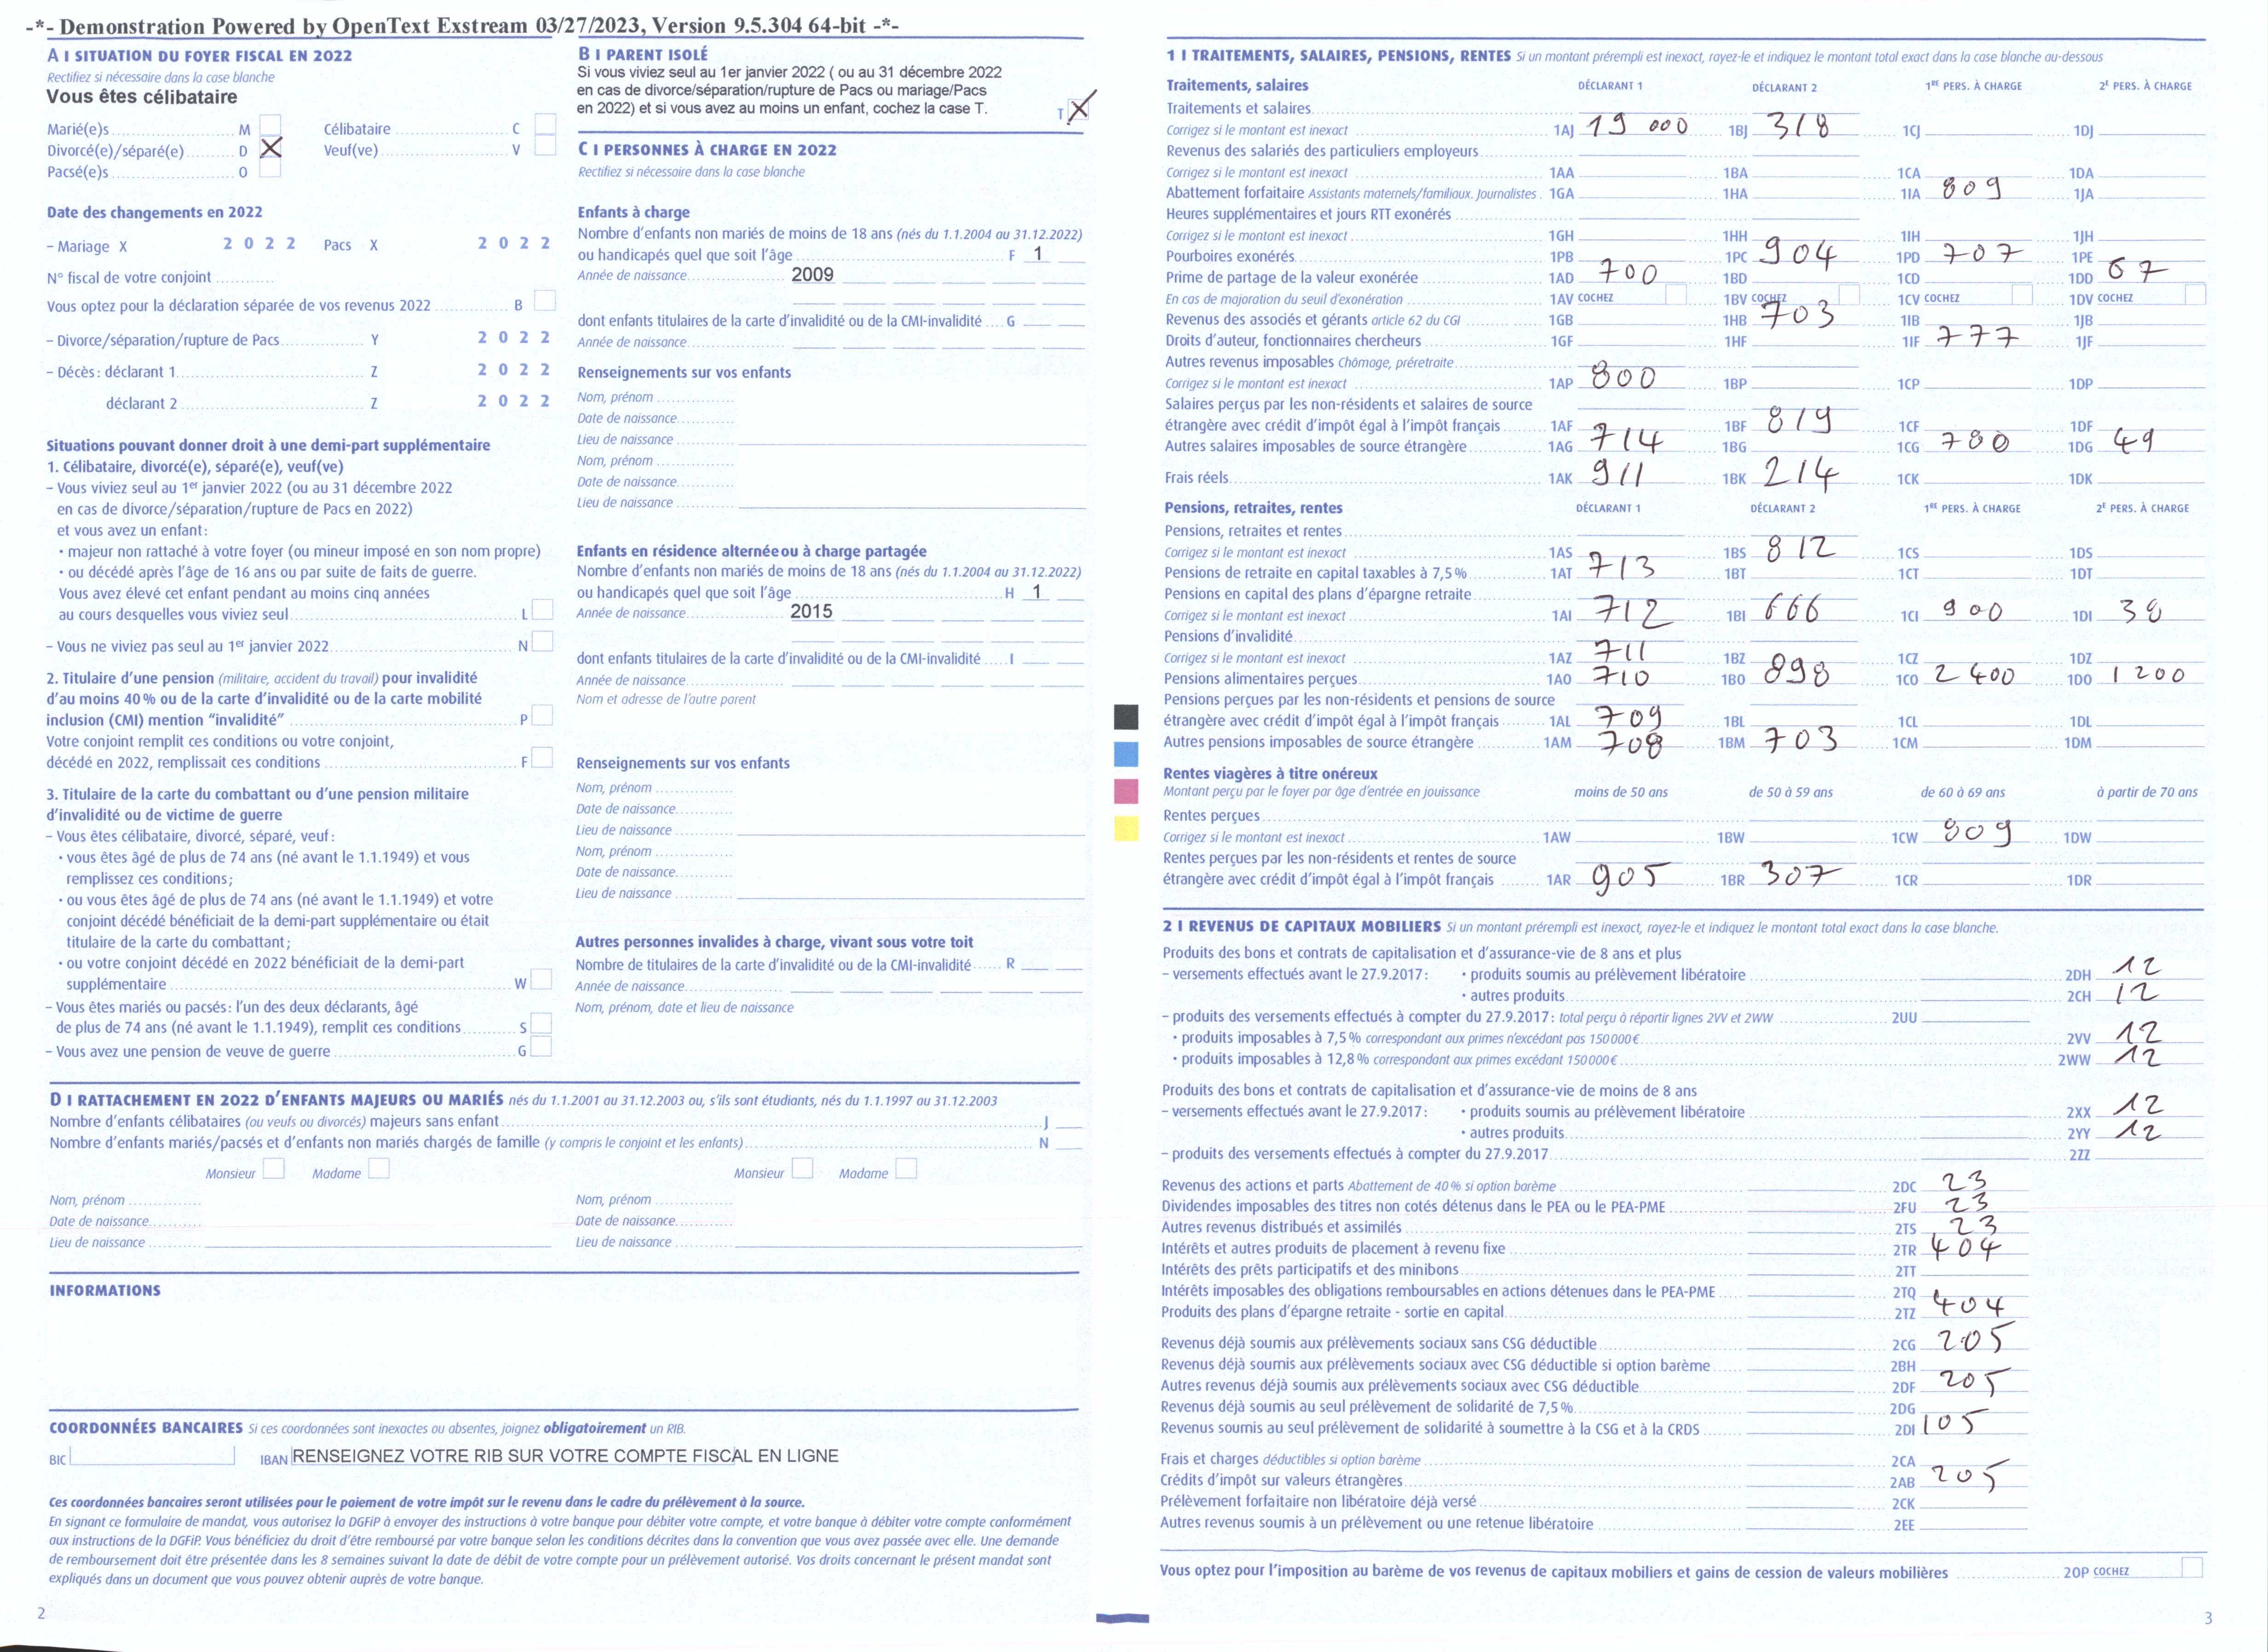 -*- Demonstration Powered by OpenText Exstream 03/27/2023, Version 9.5.304 64-bit -*-
A I SITUATION DU FOYER FISCAL EN 2022
Rectifiez si nécessaire dans la case blanche
Vous êtes célibataire
Marié(e)s M
Célibataire C
Divorcé(e)/séparé(e) D X
Veuf(ve) V
Pacsé(e)s O
Date des changements en 2022
– Mariage X 2 0 2 2 Pacs X 2 0 2 2
N° fiscal de votre conjoint
Vous optez pour la déclaration séparée de vos revenus 2022 B
– Divorce/séparation/rupture de Pacs Y 2 0 2 2
– Décès : déclarant 1 Z 2 0 2 2
déclarant 2 Z 2 0 2 2
Situations pouvant donner droit à une demi-part supplémentaire
1. Célibataire, divorcé(e), séparé(e), veuf(ve)
– Vous viviez seul au 1er janvier 2022 (ou au 31 décembre 2022
en cas de divorce/séparation/rupture de Pacs en 2022)
et vous avez un enfant :
• majeur non rattaché à votre foyer (ou mineur imposé en son nom propre)
• ou décédé après l'âge de 16 ans ou par suite de faits de guerre.
Vous avez élevé cet enfant pendant au moins cinq années
au cours desquelles vous viviez seul L
– Vous ne viviez pas seul au 1er janvier 2022 N
2. Titulaire d'une pension (militaire, accident du travail) pour invalidité
d'au moins 40 % ou de la carte d'invalidité ou de la carte mobilité
inclusion (CMI) mention "invalidité" P
Votre conjoint remplit ces conditions ou votre conjoint,
décédé en 2022, remplissait ces conditions F
3. Titulaire de la carte du combattant ou d'une pension militaire
d'invalidité ou de victime de guerre
– Vous êtes célibataire, divorcé, séparé, veuf :
• vous êtes âgé de plus de 74 ans (né avant le 1.1.1949) et vous
remplissez ces conditions ;
• ou vous êtes âgé de plus de 74 ans (né avant le 1.1.1949) et votre
conjoint décédé bénéficiait de la demi-part supplémentaire ou était
titulaire de la carte du combattant ;
• ou votre conjoint décédé en 2022 bénéficiait de la demi-part
supplémentaire W
– Vous êtes mariés ou pacsés : l'un des deux déclarants, âgé
de plus de 74 ans (né avant le 1.1.1949), remplit ces conditions S
– Vous avez une pension de veuve de guerre G
B I PARENT ISOLÉ
Si vous viviez seul au 1er janvier 2022 ( ou au 31 décembre 2022
en cas de divorce/séparation/rupture de Pacs ou mariage/Pacs
en 2022) et si vous avez au moins un enfant, cochez la case T. T X
C I PERSONNES À CHARGE EN 2022
Rectifiez si nécessaire dans la case blanche
Enfants à charge
Nombre d'enfants non mariés de moins de 18 ans (nés du 1.1.2004 au 31.12.2022)
ou handicapés quel que soit l'âge F 1
Année de naissance 2009
dont enfants titulaires de la carte d'invalidité ou de la CMI-invalidité G
Année de naissance
Renseignements sur vos enfants
Nom, prénom
Date de naissance
Lieu de naissance
Nom, prénom
Date de naissance
Lieu de naissance
Enfants en résidence alternée ou à charge partagée
Nombre d'enfants non mariés de moins de 18 ans (nés du 1.1.2004 au 31.12.2022)
ou handicapés quel que soit l'âge H 1
Année de naissance 2015
dont enfants titulaires de la carte d'invalidité ou de la CMI-invalidité I
Année de naissance
Nom et adresse de l'autre parent
Renseignements sur vos enfants
Nom, prénom
Date de naissance
Lieu de naissance
Nom, prénom
Date de naissance
Lieu de naissance
Autres personnes invalides à charge, vivant sous votre toit
Nombre de titulaires de la carte d'invalidité ou de la CMI-invalidité R
Année de naissance
Nom, prénom, date et lieu de naissance
D I RATTACHEMENT EN 2022 D'ENFANTS MAJEURS OU MARIÉS nés du 1.1.2001 au 31.12.2003 ou, s'ils sont étudiants, nés du 1.1.1997 au 31.12.2003
Nombre d'enfants célibataires (ou veufs ou divorcés) majeurs sans enfant J
Nombre d'enfants mariés/pacsés et d'enfants non mariés chargés de famille (y compris le conjoint et les enfants) N
Monsieur Madame Monsieur Madame
Nom, prénom Nom, prénom
Date de naissance Date de naissance
Lieu de naissance Lieu de naissance
INFORMATIONS
COORDONNÉES BANCAIRES Si ces coordonnées sont inexactes ou absentes, joignez obligatoirement un RIB.
BIC IBAN RENSEIGNEZ VOTRE RIB SUR VOTRE COMPTE FISCAL EN LIGNE
Ces coordonnées bancaires seront utilisées pour le paiement de votre impôt sur le revenu dans le cadre du prélèvement à la source.
En signant ce formulaire de mandat, vous autorisez la DGFiP à envoyer des instructions à votre banque pour débiter votre compte, et votre banque à débiter votre compte conformément
aux instructions de la DGFiP. Vous bénéficiez du droit d'être remboursé par votre banque selon les conditions décrites dans la convention que vous avez passée avec elle. Une demande
de remboursement doit être présentée dans les 8 semaines suivant la date de débit de votre compte pour un prélèvement autorisé. Vos droits concernant le présent mandat sont
expliqués dans un document que vous pouvez obtenir auprès de votre banque.
2
1 I TRAITEMENTS, SALAIRES, PENSIONS, RENTES Si un montant prérempli est inexact, rayez-le et indiquez le montant total exact dans la case blanche au-dessous
Traitements, salaires DÉCLARANT 1 DÉCLARANT 2 1RE PERS. À CHARGE 2E PERS. À CHARGE
Traitements et salaires
Corrigez si le montant est inexact 1AJ 19 000 1BJ 318 1CJ 1DJ
Revenus des salariés des particuliers employeurs
Corrigez si le montant est inexact 1AA 1BA 1CA 1DA
Abattement forfaitaire Assistants maternels/familiaux. Journalistes 1GA 1HA 1IA 809 1JA
Heures supplémentaires et jours RTT exonérés
Corrigez si le montant est inexact 1GH 1HH 1IH 1JH
Pourboires exonérés 1PB 1PC 904 1PD 707 1PE
Prime de partage de la valeur exonérée 1AD 700 1BD 1CD 1DD 67
En cas de majoration du seuil d'exonération 1AV COCHEZ 1BV COCHEZ 1CV COCHEZ 1DV COCHEZ
Revenus des associés et gérants article 62 du CGI 1GB 1HB 703 1IB 1JB
Droits d'auteur, fonctionnaires chercheurs 1GF 1HF 1IF 777 1JF
Autres revenus imposables Chômage, préretraite
Corrigez si le montant est inexact 1AP 800 1BP 1CP 1DP
Salaires perçus par les non-résidents et salaires de source
étrangère avec crédit d'impôt égal à l'impôt français 1AF 1BF 819 1CF 1DF
Autres salaires imposables de source étrangère 1AG 714 1BG 1CG 780 1DG 49
Frais réels 1AK 911 1BK 214 1CK 1DK
Pensions, retraites, rentes DÉCLARANT 1 DÉCLARANT 2 1RE PERS. À CHARGE 2E PERS. À CHARGE
Pensions, retraites et rentes
Corrigez si le montant est inexact 1AS 1BS 812 1CS 1DS
Pensions de retraite en capital taxables à 7,5 % 1AT 713 1BT 1CT 1DT
Pensions en capital des plans d'épargne retraite
Corrigez si le montant est inexact 1AI 712 1BI 666 1CI 900 1DI 38
Pensions d'invalidité
Corrigez si le montant est inexact 1AZ 711 1BZ 1CZ 1DZ
Pensions alimentaires perçues 1AO 710 1BO 898 1CO 2 400 1DO 1 200
Pensions perçues par les non-résidents et pensions de source
étrangère avec crédit d'impôt égal à l'impôt français 1AL 709 1BL 1CL 1DL
Autres pensions imposables de source étrangère 1AM 708 1BM 703 1CM 1DM
Rentes viagères à titre onéreux
Montant perçu par le foyer par âge d'entrée en jouissance moins de 50 ans de 50 à 59 ans de 60 à 69 ans à partir de 70 ans
Rentes perçues
Corrigez si le montant est inexact 1AW 1BW 1CW 809 1DW
Rentes perçues par les non-résidents et rentes de source
étrangère avec crédit d'impôt égal à l'impôt français 1AR 905 1BR 307 1CR 1DR
2 I REVENUS DE CAPITAUX MOBILIERS Si un montant prérempli est inexact, rayez-le et indiquez le montant total exact dans la case blanche.
Produits des bons et contrats de capitalisation et d'assurance-vie de 8 ans et plus
– versements effectués avant le 27.9.2017 : • produits soumis au prélèvement libératoire 2DH 12
• autres produits 2CH 12
– produits des versements effectués à compter du 27.9.2017 : total perçu à répartir lignes 2VV et 2WW 2UU
• produits imposables à 7,5 % correspondant aux primes n'excédant pas 150 000 € 2VV 12
• produits imposables à 12,8 % correspondant aux primes excédant 150 000 € 2WW 12
Produits des bons et contrats de capitalisation et d'assurance-vie de moins de 8 ans
– versements effectués avant le 27.9.2017 : • produits soumis au prélèvement libératoire 2XX 12
• autres produits 2YY 12
– produits des versements effectués à compter du 27.9.2017 2ZZ
Revenus des actions et parts Abattement de 40 % si option barème 2DC 23
Dividendes imposables des titres non cotés détenus dans le PEA ou le PEA-PME 2FU 23
Autres revenus distribués et assimilés 2TS 23
Intérêts et autres produits de placement à revenu fixe 2TR 404
Intérêts des prêts participatifs et des minibons 2TT
Intérêts imposables des obligations remboursables en actions détenues dans le PEA-PME 2TQ
Produits des plans d'épargne retraite - sortie en capital 2TZ 404
Revenus déjà soumis aux prélèvements sociaux sans CSG déductible 2CG 205
Revenus déjà soumis aux prélèvements sociaux avec CSG déductible si option barème 2BH
Autres revenus déjà soumis aux prélèvements sociaux avec CSG déductible 2DF 205
Revenus déjà soumis au seul prélèvement de solidarité de 7,5 % 2DG
Revenus soumis au seul prélèvement de solidarité à soumettre à la CSG et à la CRDS 2DI 105
Frais et charges déductibles si option barème 2CA
Crédits d'impôt sur valeurs étrangères 2AB 205
Prélèvement forfaitaire non libératoire déjà versé 2CK
Autres revenus soumis à un prélèvement ou une retenue libératoire 2EE
Vous optez pour l'imposition au barème de vos revenus de capitaux mobiliers et gains de cession de valeurs mobilières 2OP COCHEZ
3